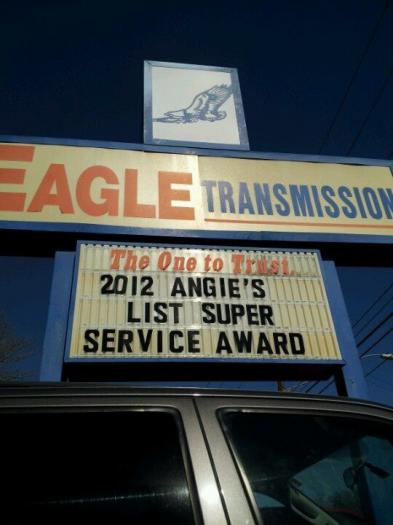 EAGLE TRANSMISSION
The One to Trust.
2012 ANGIE'S
LIST SUPER
SERVICE AWARD